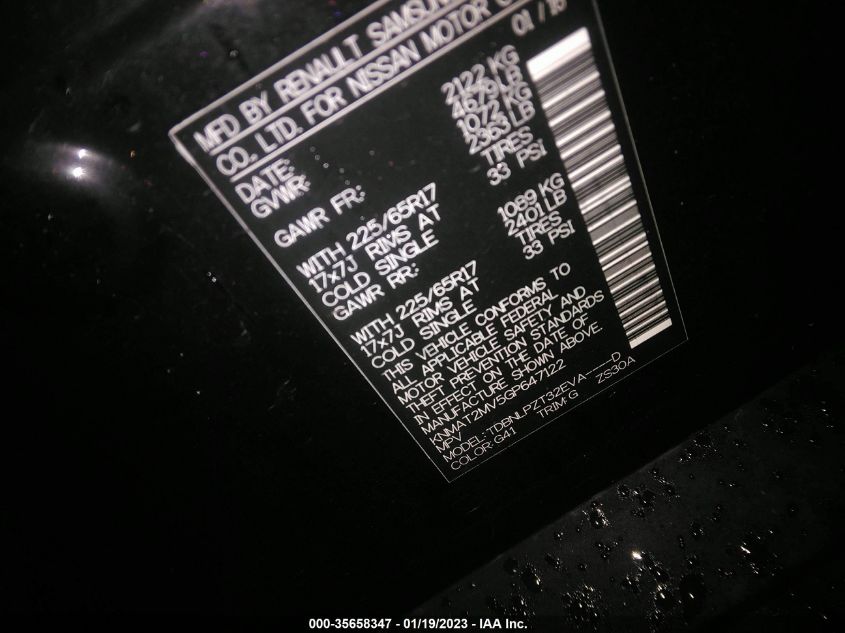 MFD BY RENAULT SAMSUNG
CO. LTD. FOR NISSAN MOTOR
DATE: 01/16
GVWR: 2122 KG
4679 LB
GAWR FR: 1072 KG
2363 LB
WITH 225/65R17 TIRES
17x7J RIMS AT 33 PSI
COLD SINGLE
GAWR RR: 1089 KG
2401 LB
WITH 225/65R17 TIRES
17x7J RIMS AT 33 PSI
COLD SINGLE
THIS VEHICLE CONFORMS TO
ALL APPLICABLE FEDERAL
MOTOR VEHICLE SAFETY AND
THEFT PREVENTION STANDARDS
IN EFFECT ON THE DATE OF
MANUFACTURE SHOWN ABOVE.
KNMAT2MV5GP647122
MPV
MODEL: TDBNLPZT32EVA----D
COLOR: G41 TRIM: G ZS30A
000-35658347 - 01/19/2023 - IAA Inc.